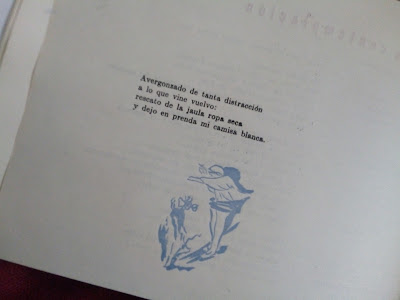 contemplación
Avergonzado de tanta distracción
a lo que vine vuelvo:
rescato de la jaula ropa seca
y dejo en prenda mi camisa blanca.